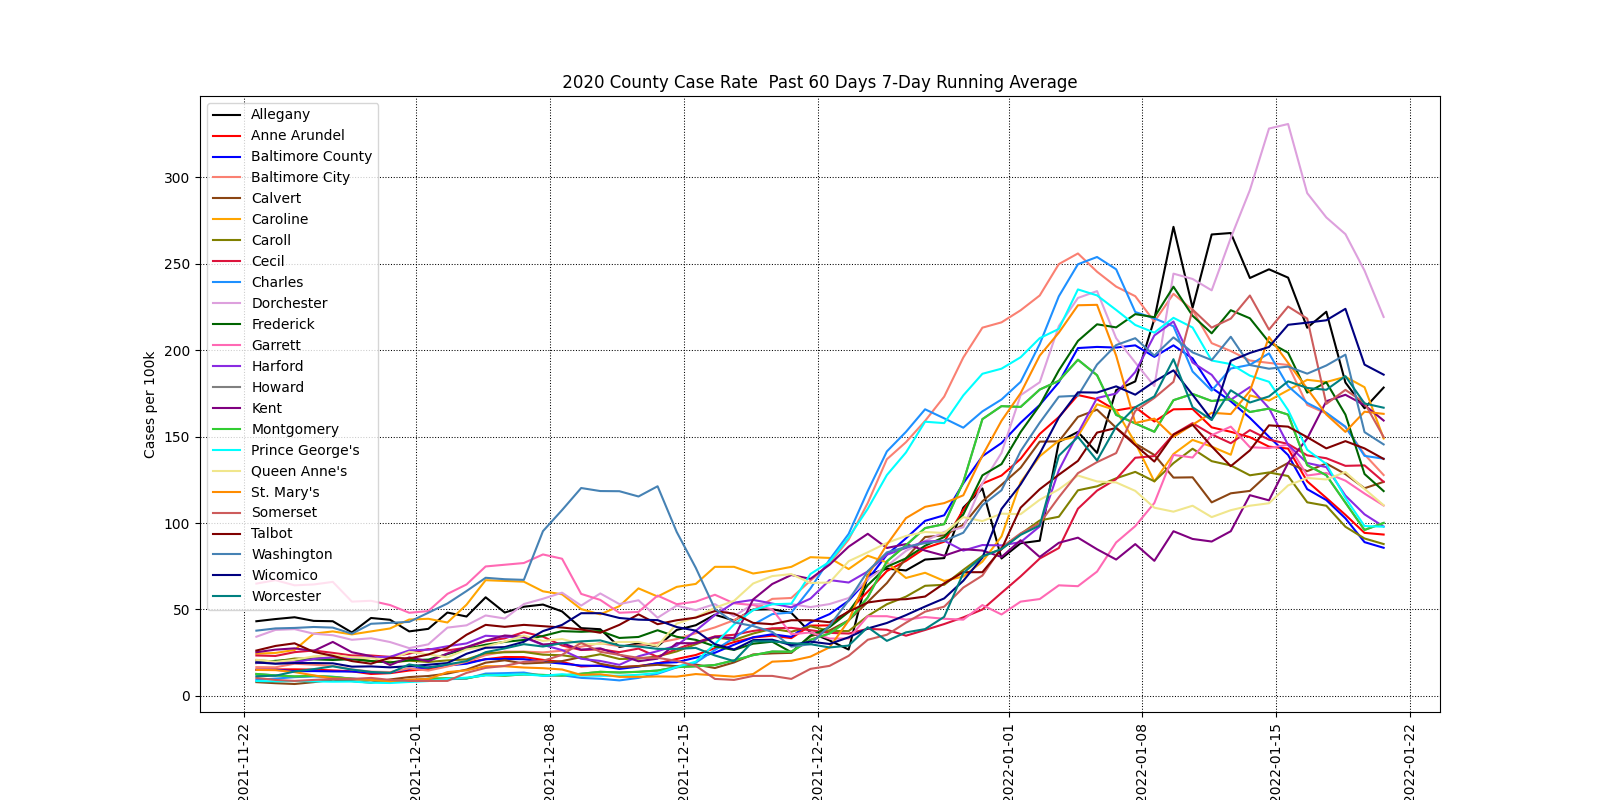 2020 County Case Rate  Past 60 Days 7-Day Running Average
Cases per 100k
300
250
200
150
100
50
0
Allegany
Anne Arundel
Baltimore County
Baltimore City
Calvert
Caroline
Caroll
Cecil
Charles
Dorchester
Frederick
Garrett
Harford
Howard
Kent
Montgomery
Prince George's
Queen Anne's
St. Mary's
Somerset
Talbot
Washington
Wicomico
Worcester
2021-11-22
2021-12-01
2021-12-08
2021-12-15
2021-12-22
2022-01-01
2022-01-08
2022-01-15
2022-01-22